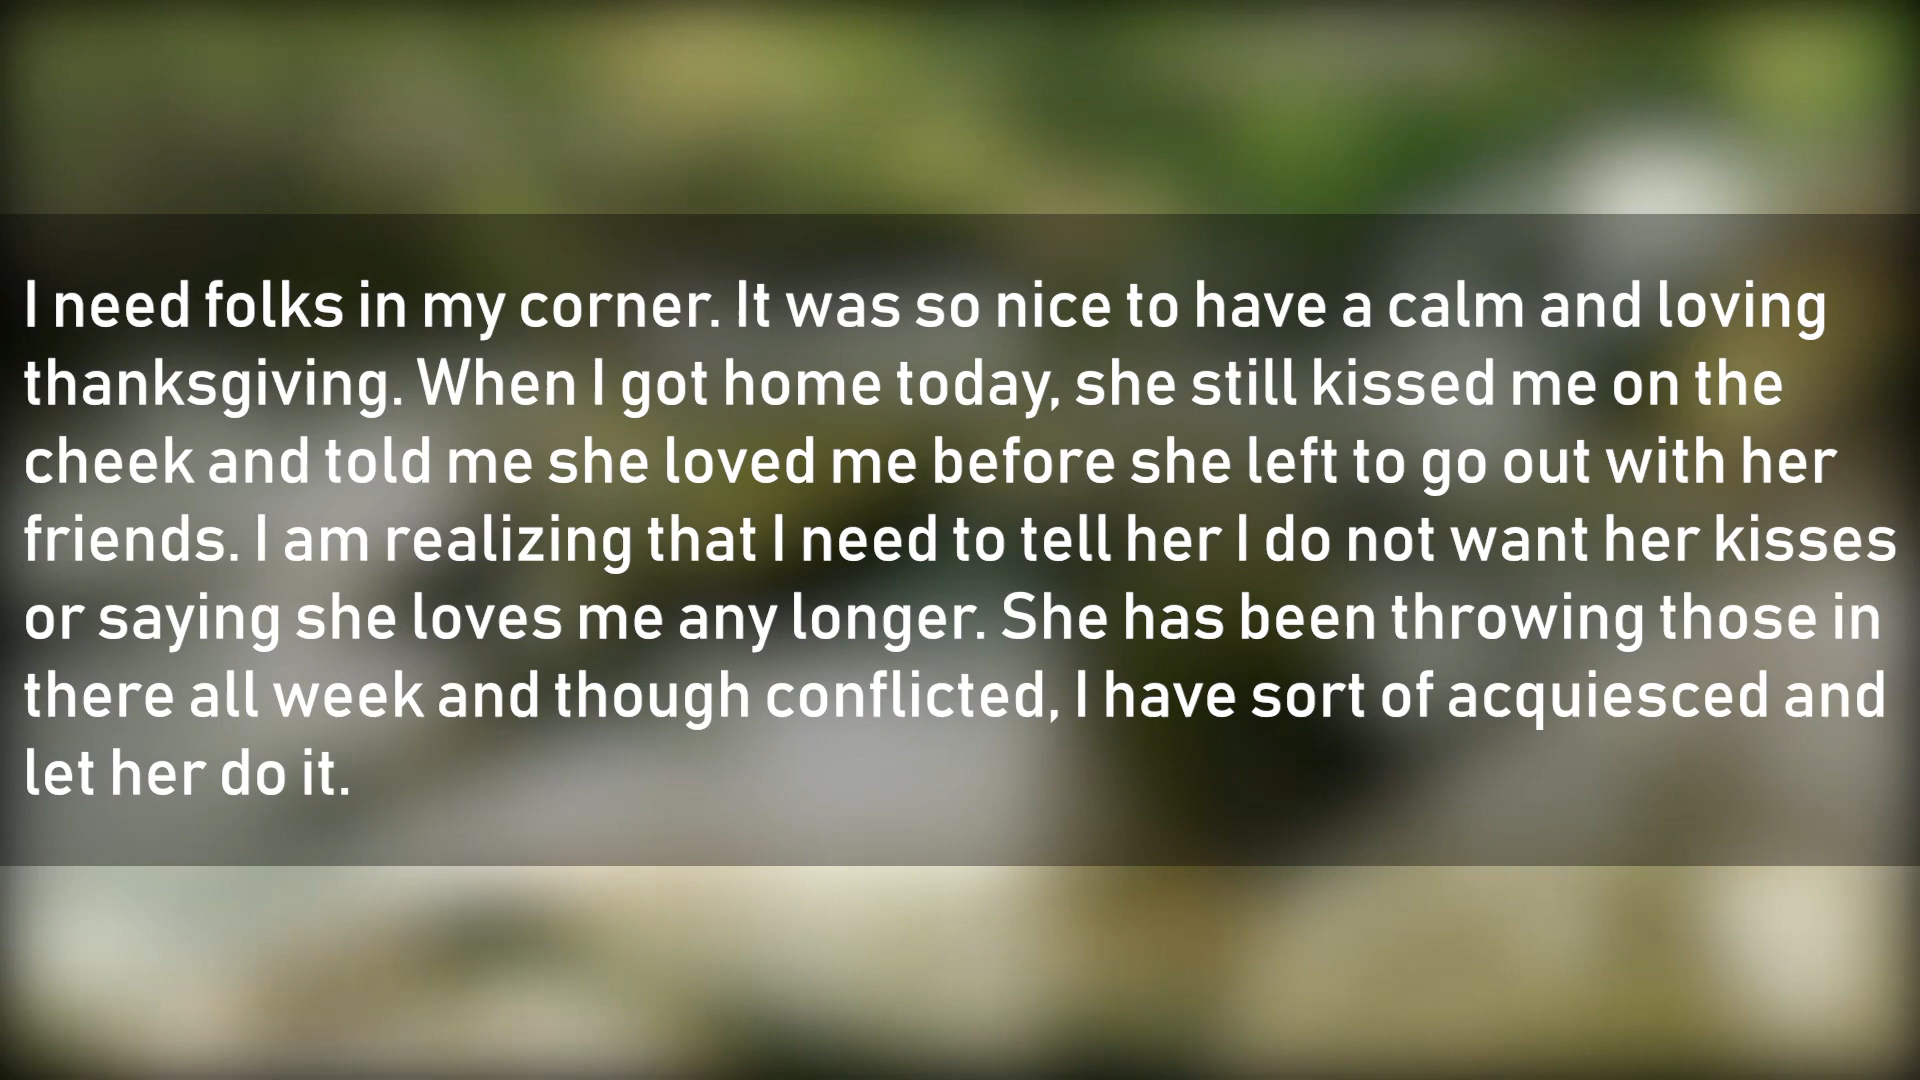 I need folks in my corner. It was so nice to have a calm and loving
thanksgiving. When I got home today, she still kissed me on the
cheek and told me she loved me before she left to go out with her
friends. I am realizing that I need to tell her I do not want her kisses
or saying she loves me any longer. She has been throwing those in
there all week and though conflicted, I have sort of acquiesced and
let her do it.